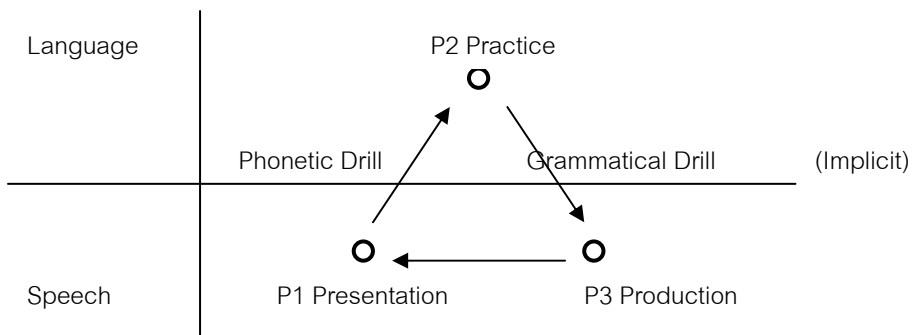 Language P2 Practice
Phonetic Drill Grammatical Drill (Implicit)
Speech P1 Presentation P3 Production